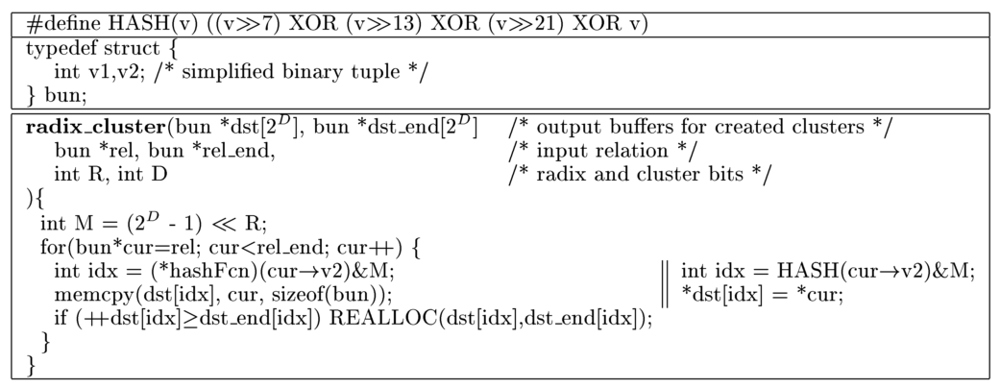 #define HASH(v) ((v≫7) XOR (v≫13) XOR (v≫21) XOR v)
typedef struct {
int v1,v2; /* simplified binary tuple */
} bun;
radix_cluster(bun *dst[2^D], bun *dst_end[2^D] /* output buffers for created clusters */
bun *rel, bun *rel_end, /* input relation */
int R, int D /* radix and cluster bits */
){
int M = (2^D - 1) ≪ R;
for(bun*cur=rel; cur<rel_end; cur++) {
int idx = (*hashFcn)(cur→v2)&M; || int idx = HASH(cur→v2)&M;
memcpy(dst[idx], cur, sizeof(bun)); || *dst[idx] = *cur;
if (++dst[idx]≥dst_end[idx]) REALLOC(dst[idx],dst_end[idx]);
}
}